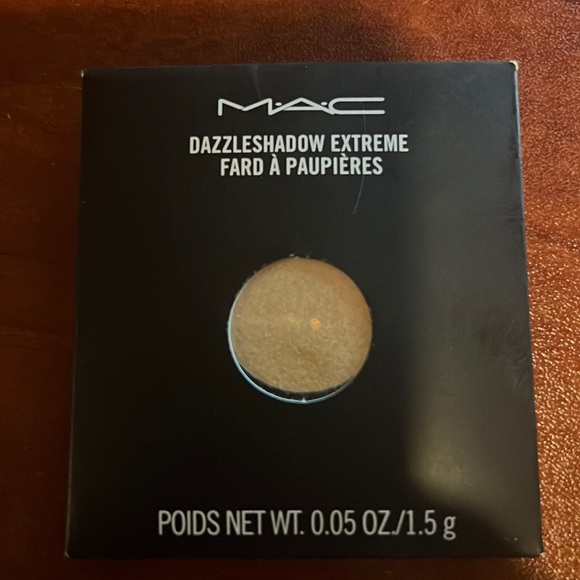 M·A·C
DAZZLESHADOW EXTREME
FARD À PAUPIÈRES
POIDS NET WT. 0.05 OZ./1.5 g